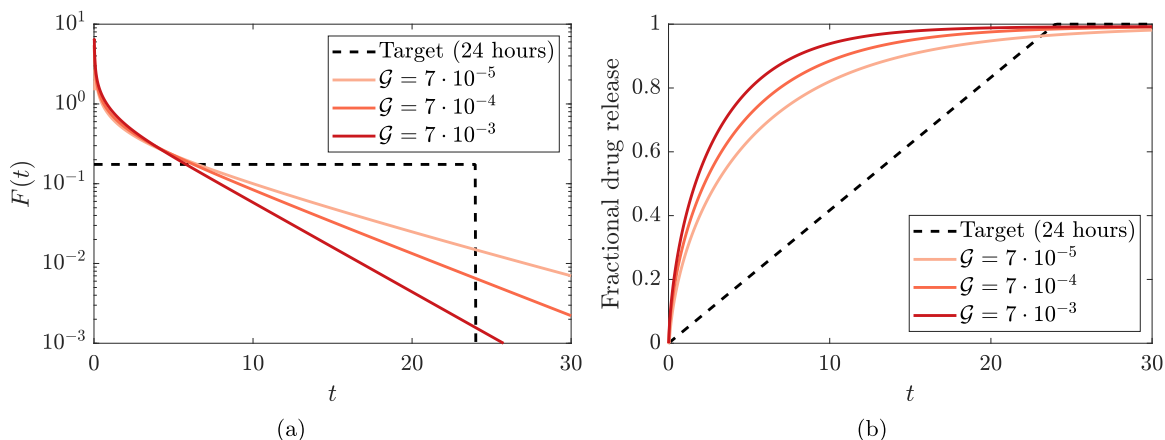 10^1
10^0
10^-1
10^-2
10^-3
F(t)
0
10
20
30
t
Target (24 hours)
𝒢 = 7 · 10^-5
𝒢 = 7 · 10^-4
𝒢 = 7 · 10^-3
(a)
1
0.8
0.6
0.4
0.2
0
Fractional drug release
0
10
20
30
t
Target (24 hours)
𝒢 = 7 · 10^-5
𝒢 = 7 · 10^-4
𝒢 = 7 · 10^-3
(b)